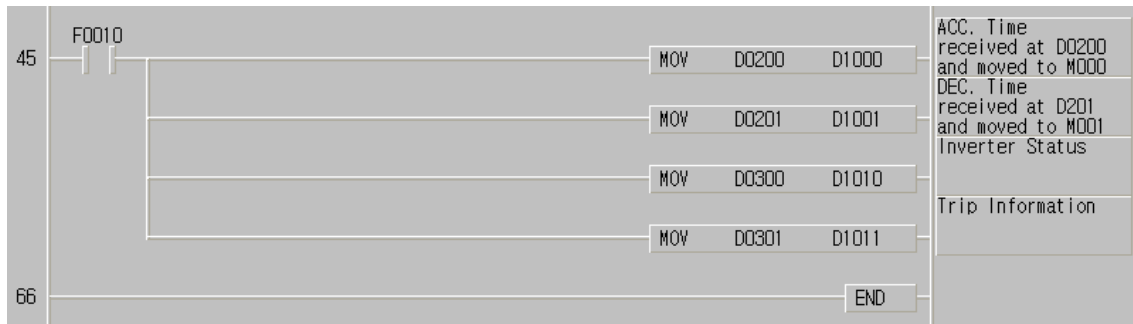 F0010
45
MOV D0200 D1000
ACC. Time
received at D0200
and moved to M000
MOV D0201 D1001
DEC. Time
received at D201
and moved to M001
MOV D0300 D1010
Inverter Status
MOV D0301 D1011
Trip Information
66
END